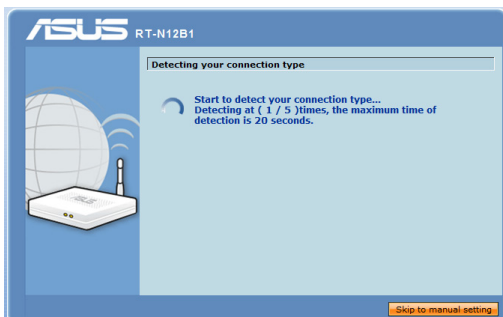 ASUS RT-N12B1
Detecting your connection type
Start to detect your connection type...
Detecting at ( 1 / 5 )times, the maximum time of
detection is 20 seconds.
ASUS
Skip to manual setting